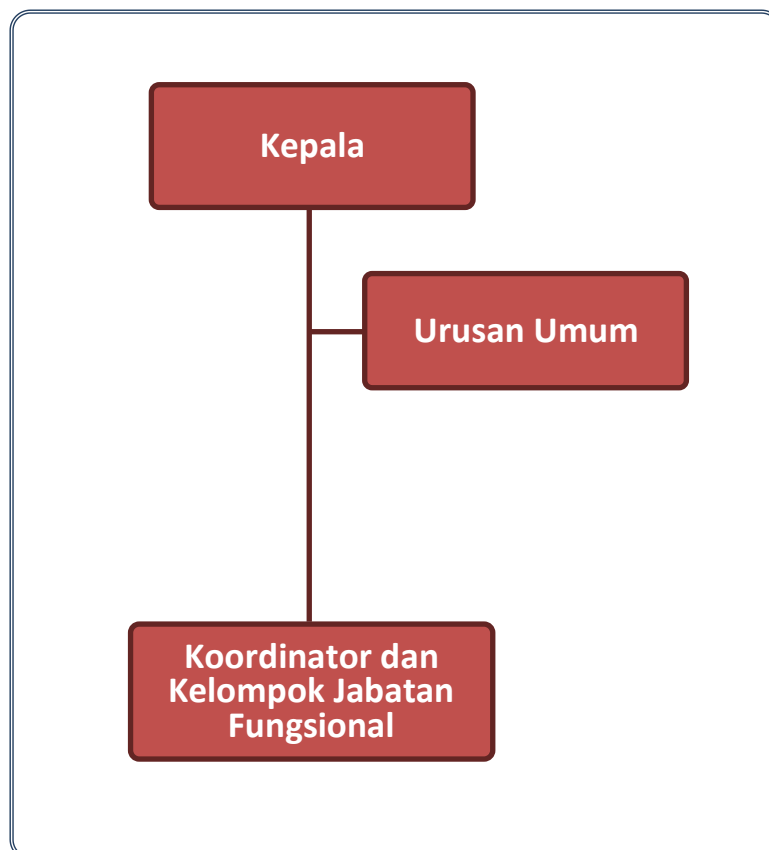 Kepala
Urusan Umum
Koordinator dan
Kelompok Jabatan
Fungsional